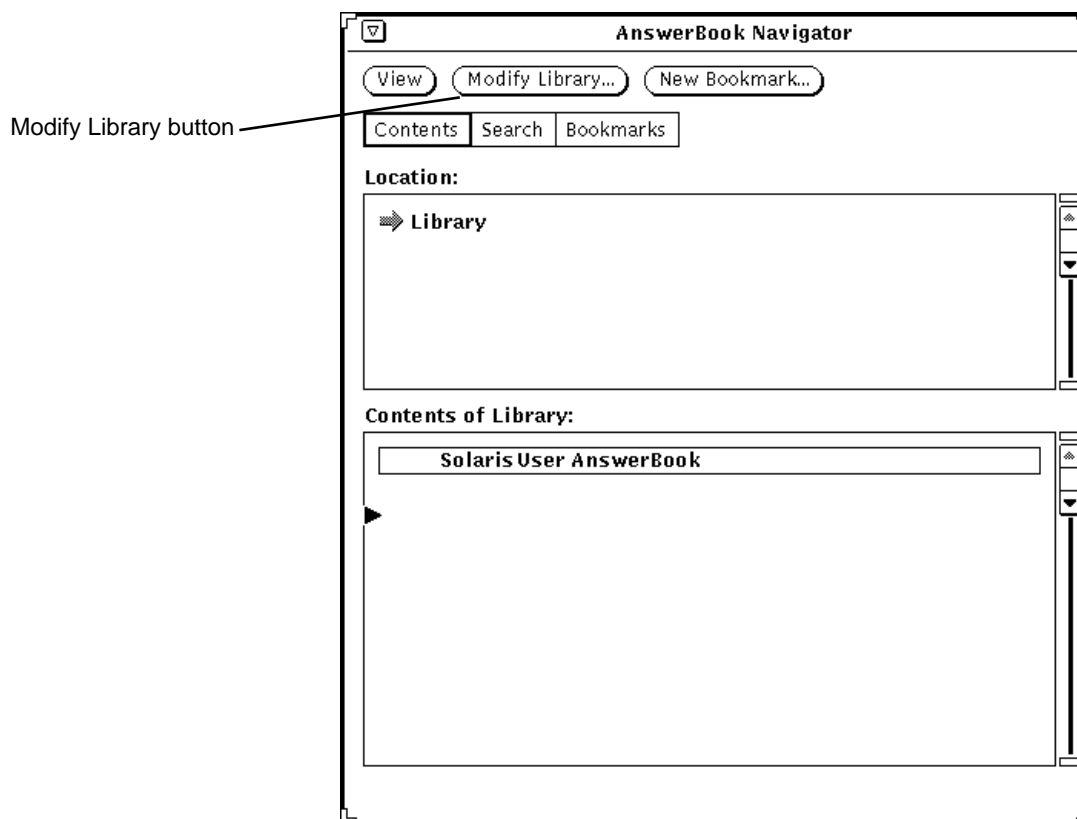 AnswerBook Navigator
View Modify Library... New Bookmark...
Modify Library button
Contents Search Bookmarks
Location:
Library
Contents of Library:
Solaris User AnswerBook